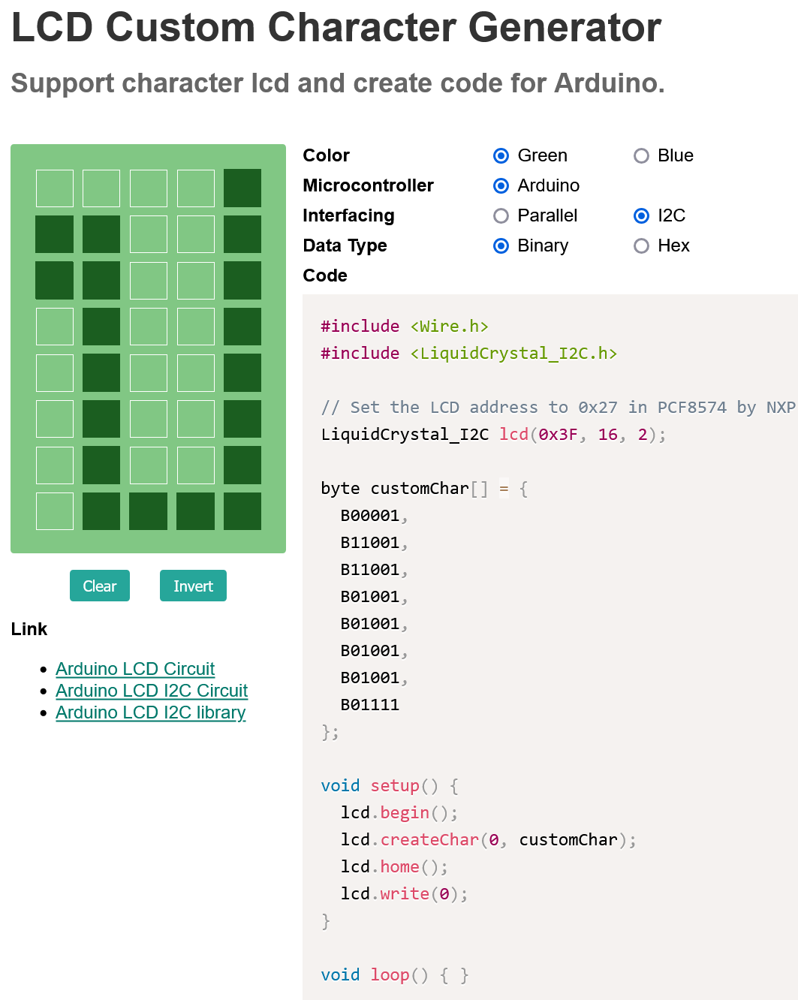 LCD Custom Character Generator
Support character lcd and create code for Arduino.
Color Green Blue
Microcontroller Arduino
Interfacing Parallel I2C
Data Type Binary Hex
Code
#include <Wire.h>
#include <LiquidCrystal_I2C.h>
// Set the LCD address to 0x27 in PCF8574 by NXP
LiquidCrystal_I2C lcd(0x3F, 16, 2);
byte customChar[] = {
B00001,
B11001,
B11001,
B01001,
B01001,
B01001,
B01001,
B01111
};
void setup() {
lcd.begin();
lcd.createChar(0, customChar);
lcd.home();
lcd.write(0);
}
void loop() { }
Clear Invert
Link
Arduino LCD Circuit
Arduino LCD I2C Circuit
Arduino LCD I2C library